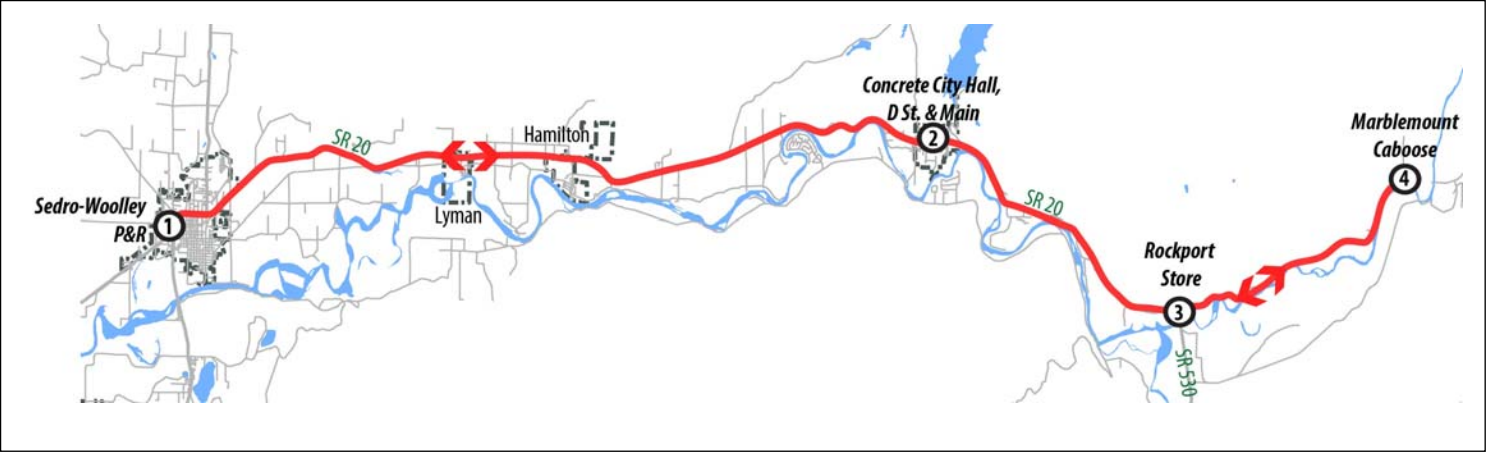 Concrete City Hall,
D St. & Main
2
Marblemount
Caboose
4
Hamilton
SR 20
Sedro-Woolley
P&R
1
Lyman
SR 20
Rockport
Store
3
SR 530